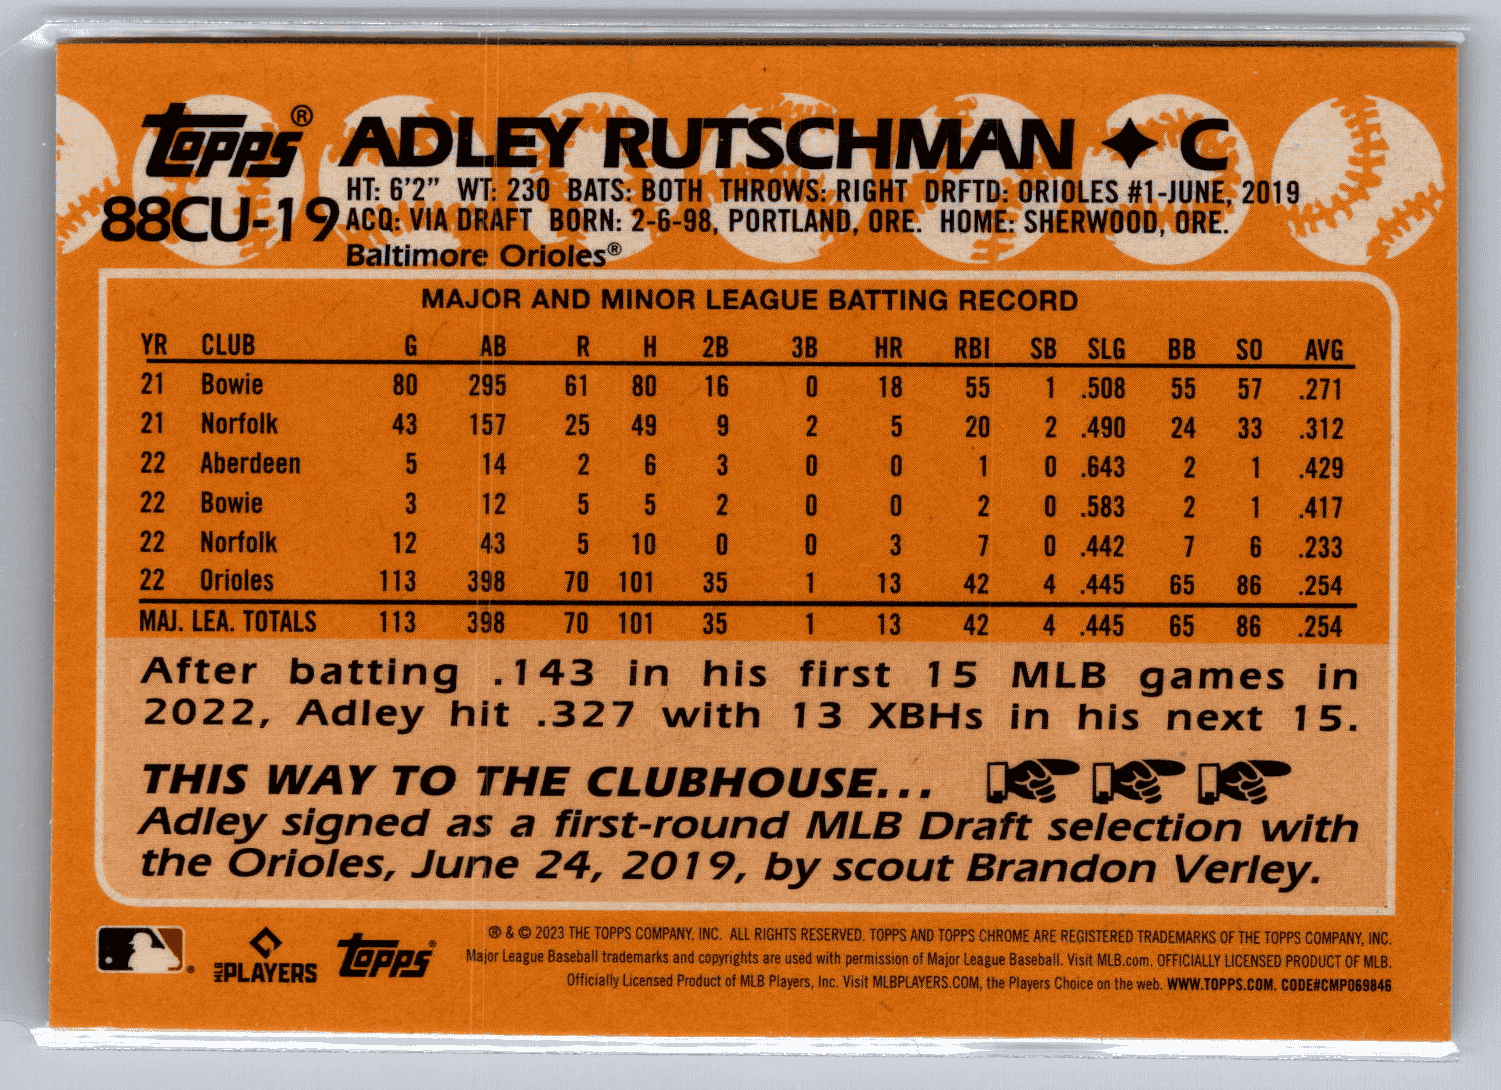 Topps® ADLEY RUTSCHMAN ✦ C
88CU-19
HT: 6'2" WT: 230 BATS: BOTH THROWS: RIGHT DRFTD: ORIOLES #1-JUNE, 2019
ACQ: VIA DRAFT BORN: 2-6-98, PORTLAND, ORE. HOME: SHERWOOD, ORE.
Baltimore Orioles®
MAJOR AND MINOR LEAGUE BATTING RECORD
YR CLUB G AB R H 2B 3B HR RBI SB SLG BB SO AVG
21 Bowie 80 295 61 80 16 0 18 55 1 .508 55 57 .271
21 Norfolk 43 157 25 49 9 2 5 20 2 .490 24 33 .312
22 Aberdeen 5 14 2 6 3 0 0 1 0 .643 2 1 .429
22 Bowie 3 12 5 5 2 0 0 2 0 .583 2 1 .417
22 Norfolk 12 43 5 10 0 0 3 7 0 .442 7 6 .233
22 Orioles 113 398 70 101 35 1 13 42 4 .445 65 86 .254
MAJ. LEA. TOTALS 113 398 70 101 35 1 13 42 4 .445 65 86 .254
After batting .143 in his first 15 MLB games in
2022, Adley hit .327 with 13 XBHs in his next 15.
THIS WAY TO THE CLUBHOUSE...
Adley signed as a first-round MLB Draft selection with
the Orioles, June 24, 2019, by scout Brandon Verley.
® & © 2023 THE TOPPS COMPANY, INC. ALL RIGHTS RESERVED. TOPPS AND TOPPS CHROME ARE REGISTERED TRADEMARKS OF THE TOPPS COMPANY, INC.
Major League Baseball trademarks and copyrights are used with permission of Major League Baseball. Visit MLB.com. OFFICIALLY LICENSED PRODUCT OF MLB.
Officially Licensed Product of MLB Players, Inc. Visit MLBPLAYERS.COM, the Players Choice on the web. WWW.TOPPS.COM. CODE#CMP069846
® MLB PLAYERS Topps®